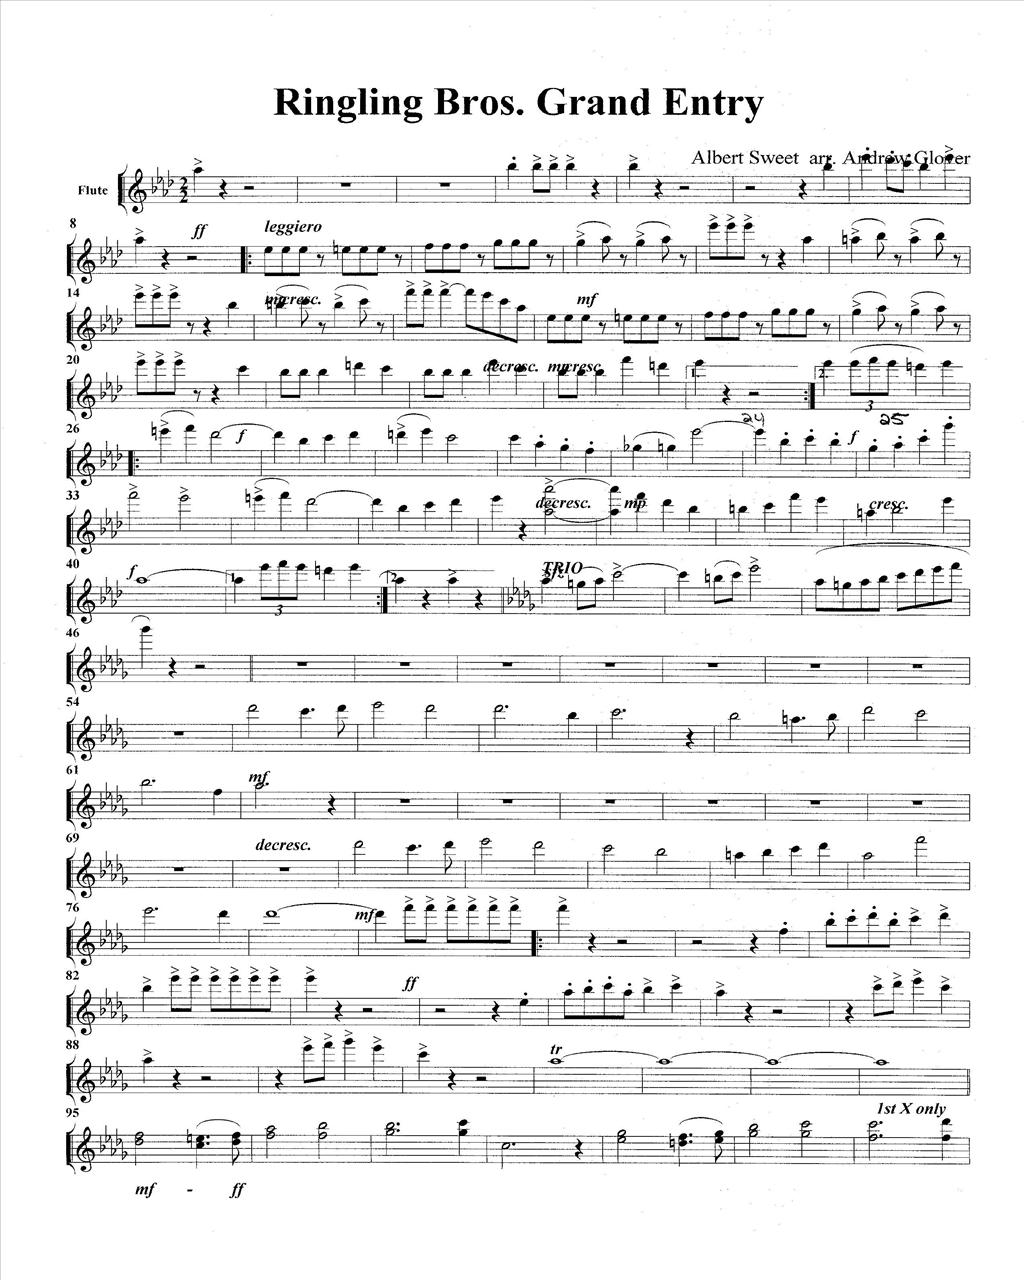 Ringling Bros. Grand Entry
Albert Sweet arr. Andrew Glover
Flute
8 ff leggiero
14 cresc. mf
20 decresc. cresc. 1. 2. 3
26 f 24 f 25
33 decresc. mp cresc.
40 f 1. 3 2. TRIO
46
54
61 mf
69 decresc.
76 mf
82 ff
88 tr
95 1st X only
mf - ff